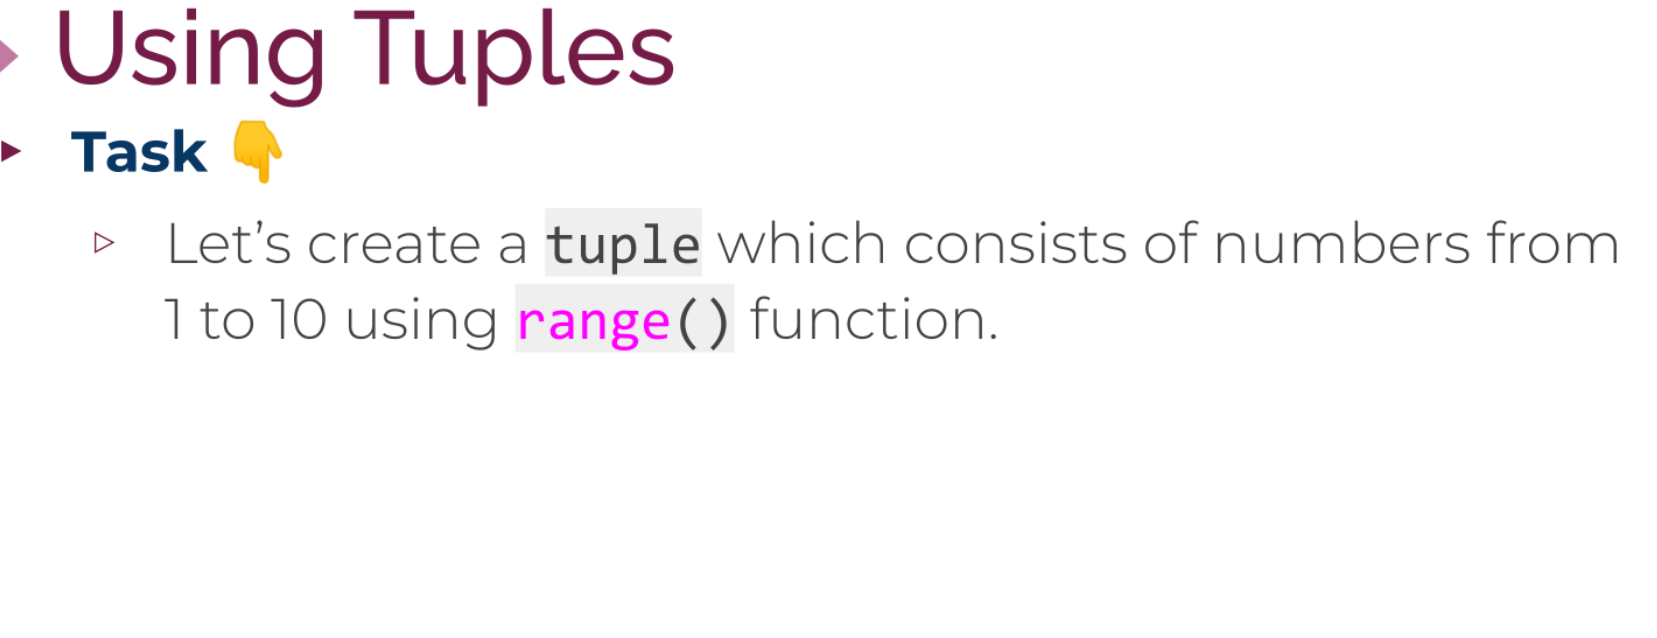 Using Tuples
Task 👇
Let’s create a tuple which consists of numbers from
1 to 10 using range() function.